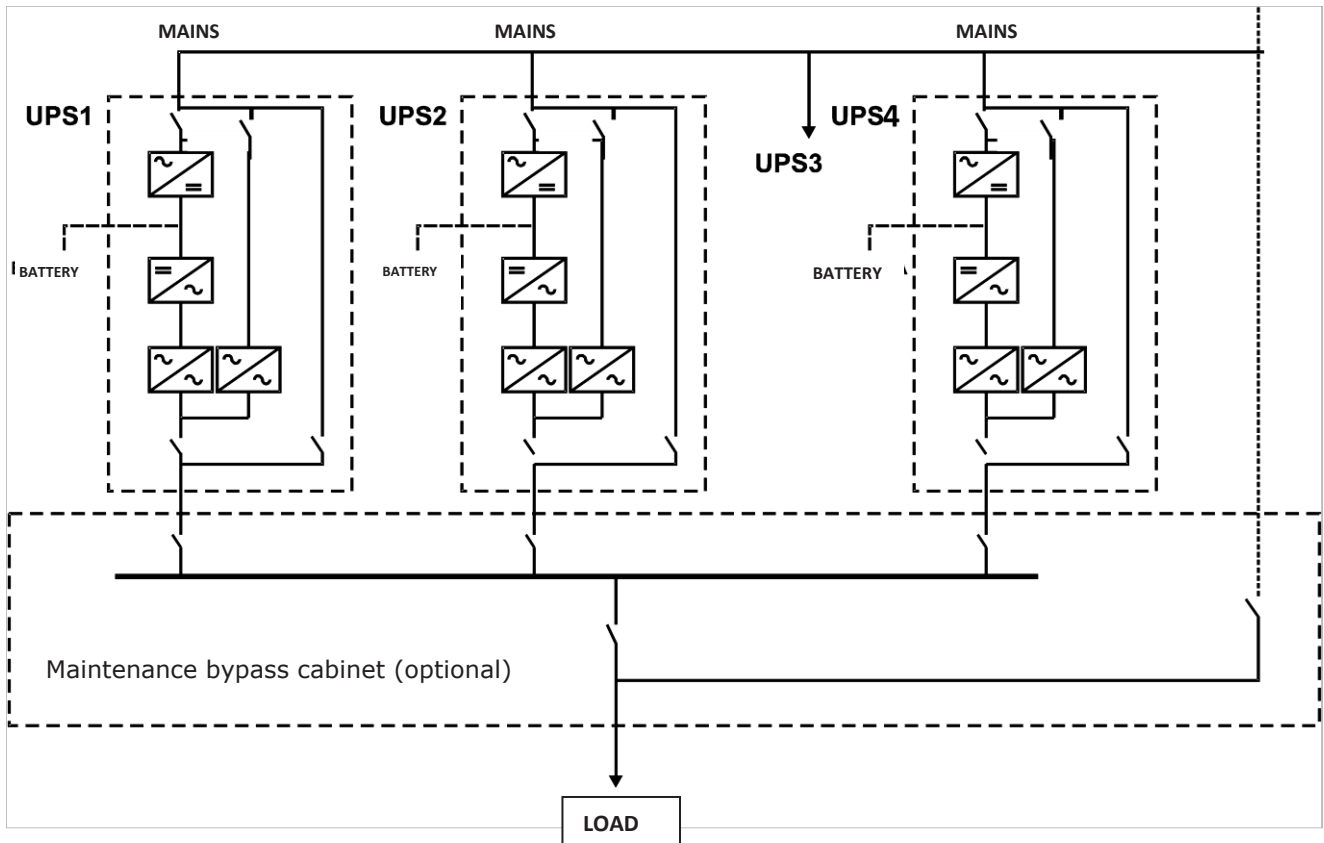 MAINS MAINS MAINS
UPS1 UPS2 UPS4
UPS3
BATTERY BATTERY BATTERY
Maintenance bypass cabinet (optional)
LOAD